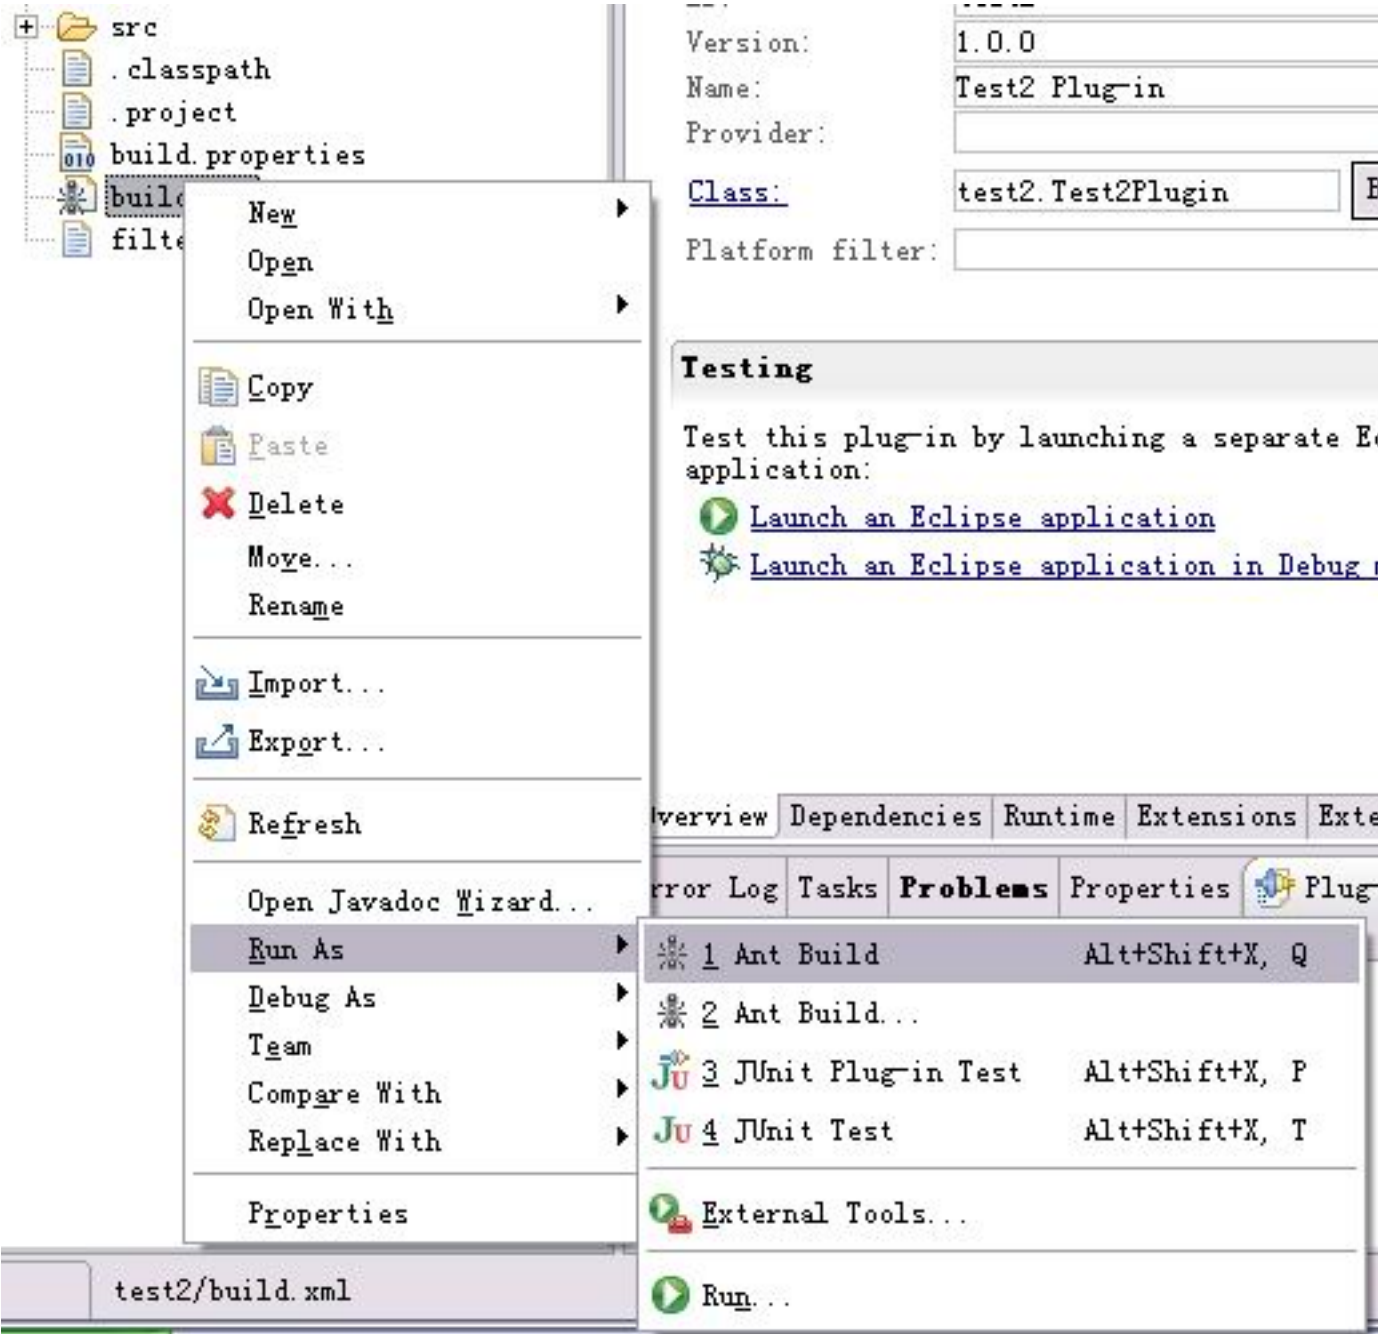 src
.classpath
.project
build.properties
Version: 1.0.0
Name: Test2 Plug-in
Provider:
Class: test2.Test2Plugin
Platform filter:
New
Open
Open With
Copy
Paste
Delete
Move...
Rename
Import...
Export...
Refresh
Open Javadoc Wizard...
Run As
Debug As
Team
Compare With
Replace With
Properties
Testing
Test this plug-in by launching a separate
application:
Launch an Eclipse application
Launch an Eclipse application in Debug
Dependencies Runtime Extensions
Log Tasks Problems Properties Plug-
1 Ant Build Alt+Shift+X, Q
2 Ant Build...
3 JUnit Plug-in Test Alt+Shift+X, P
4 JUnit Test Alt+Shift+X, T
External Tools...
Run...
test2/build.xml